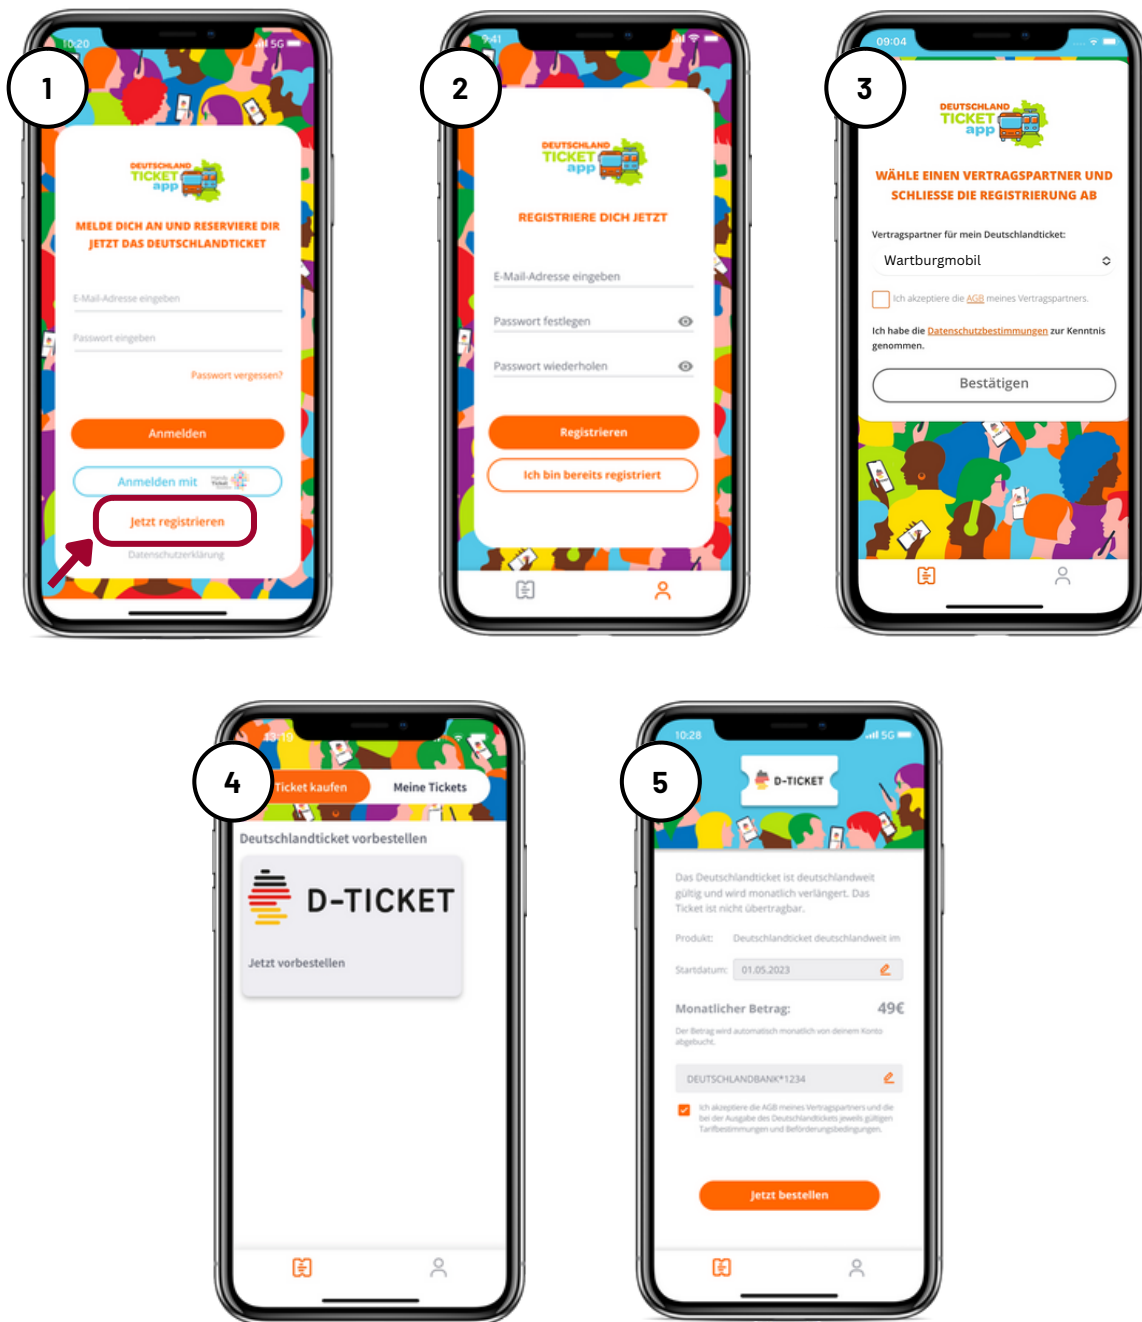 1
10:20
5G
DEUTSCHLAND
TICKET
app
MELDE DICH AN UND RESERVIERE DIR
JETZT DAS DEUTSCHLANDTICKET
E-Mail-Adresse eingeben
Passwort eingeben
Passwort vergessen?
Anmelden
Anmelden mit
Jetzt registrieren
Datenschutzerklärung
2
9:41
DEUTSCHLAND
TICKET
app
REGISTRIERE DICH JETZT
E-Mail-Adresse eingeben
Passwort festlegen
Passwort wiederholen
Registrieren
Ich bin bereits registriert
3
09:04
DEUTSCHLAND
TICKET
app
WÄHLE EINEN VERTRAGSPARTNER UND
SCHLIESSE DIE REGISTRIERUNG AB
Vertragspartner für mein Deutschlandticket:
Wartburgmobil
Ich akzeptiere die AGB meines Vertragspartners.
Ich habe die Datenschutzbestimmungen zur Kenntnis
genommen.
Bestätigen
4
13:19
Ticket kaufen
Meine Tickets
Deutschlandticket vorbestellen
D-TICKET
Jetzt vorbestellen
5
10:28
5G
D-TICKET
Das Deutschlandticket ist deutschlandweit
gültig und wird monatlich verlängert. Das
Ticket ist nicht übertragbar.
Produkt: Deutschlandticket deutschlandweit im
Startdatum: 01.05.2023
Monatlicher Betrag: 49€
Der Betrag wird automatisch monatlich von deinem Konto
abgebucht.
DEUTSCHLANDBANK*1234
Ich akzeptiere die AGB meines Vertragspartners und die
bei der Ausgabe des Deutschlandtickets jeweils gültigen
Tarifbestimmungen und Beförderungsbedingungen.
Jetzt bestellen